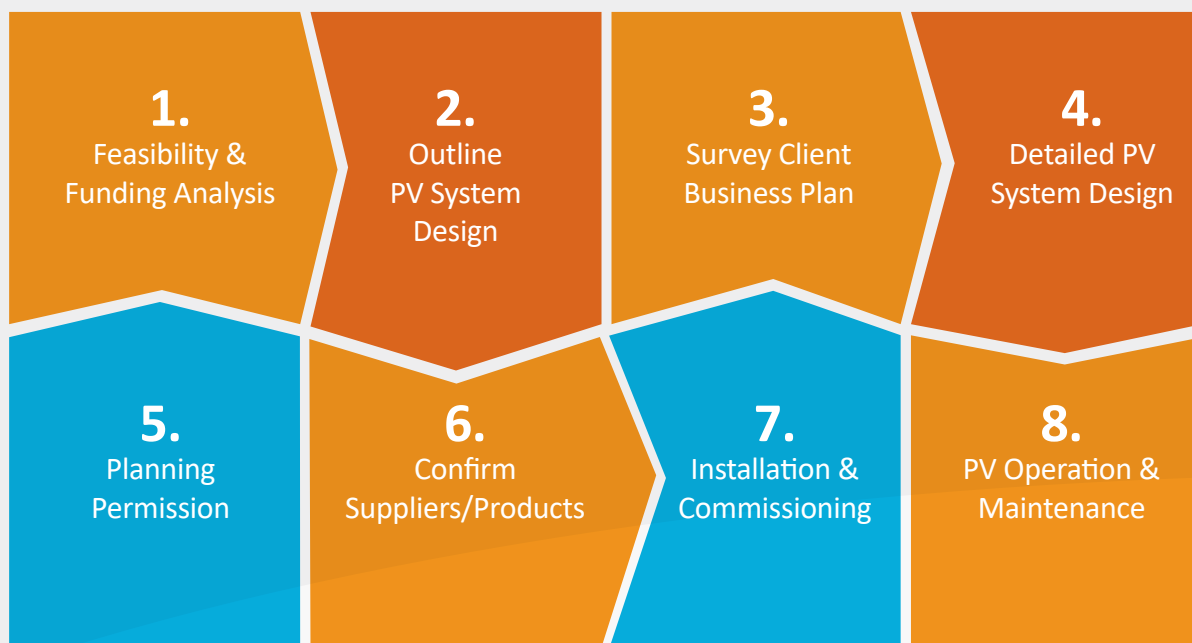 1.
Feasibility &
Funding Analysis
2.
Outline
PV System
Design
3.
Survey Client
Business Plan
4.
Detailed PV
System Design
5.
Planning
Permission
6.
Confirm
Suppliers/Products
7.
Installation &
Commissioning
8.
PV Operation &
Maintenance